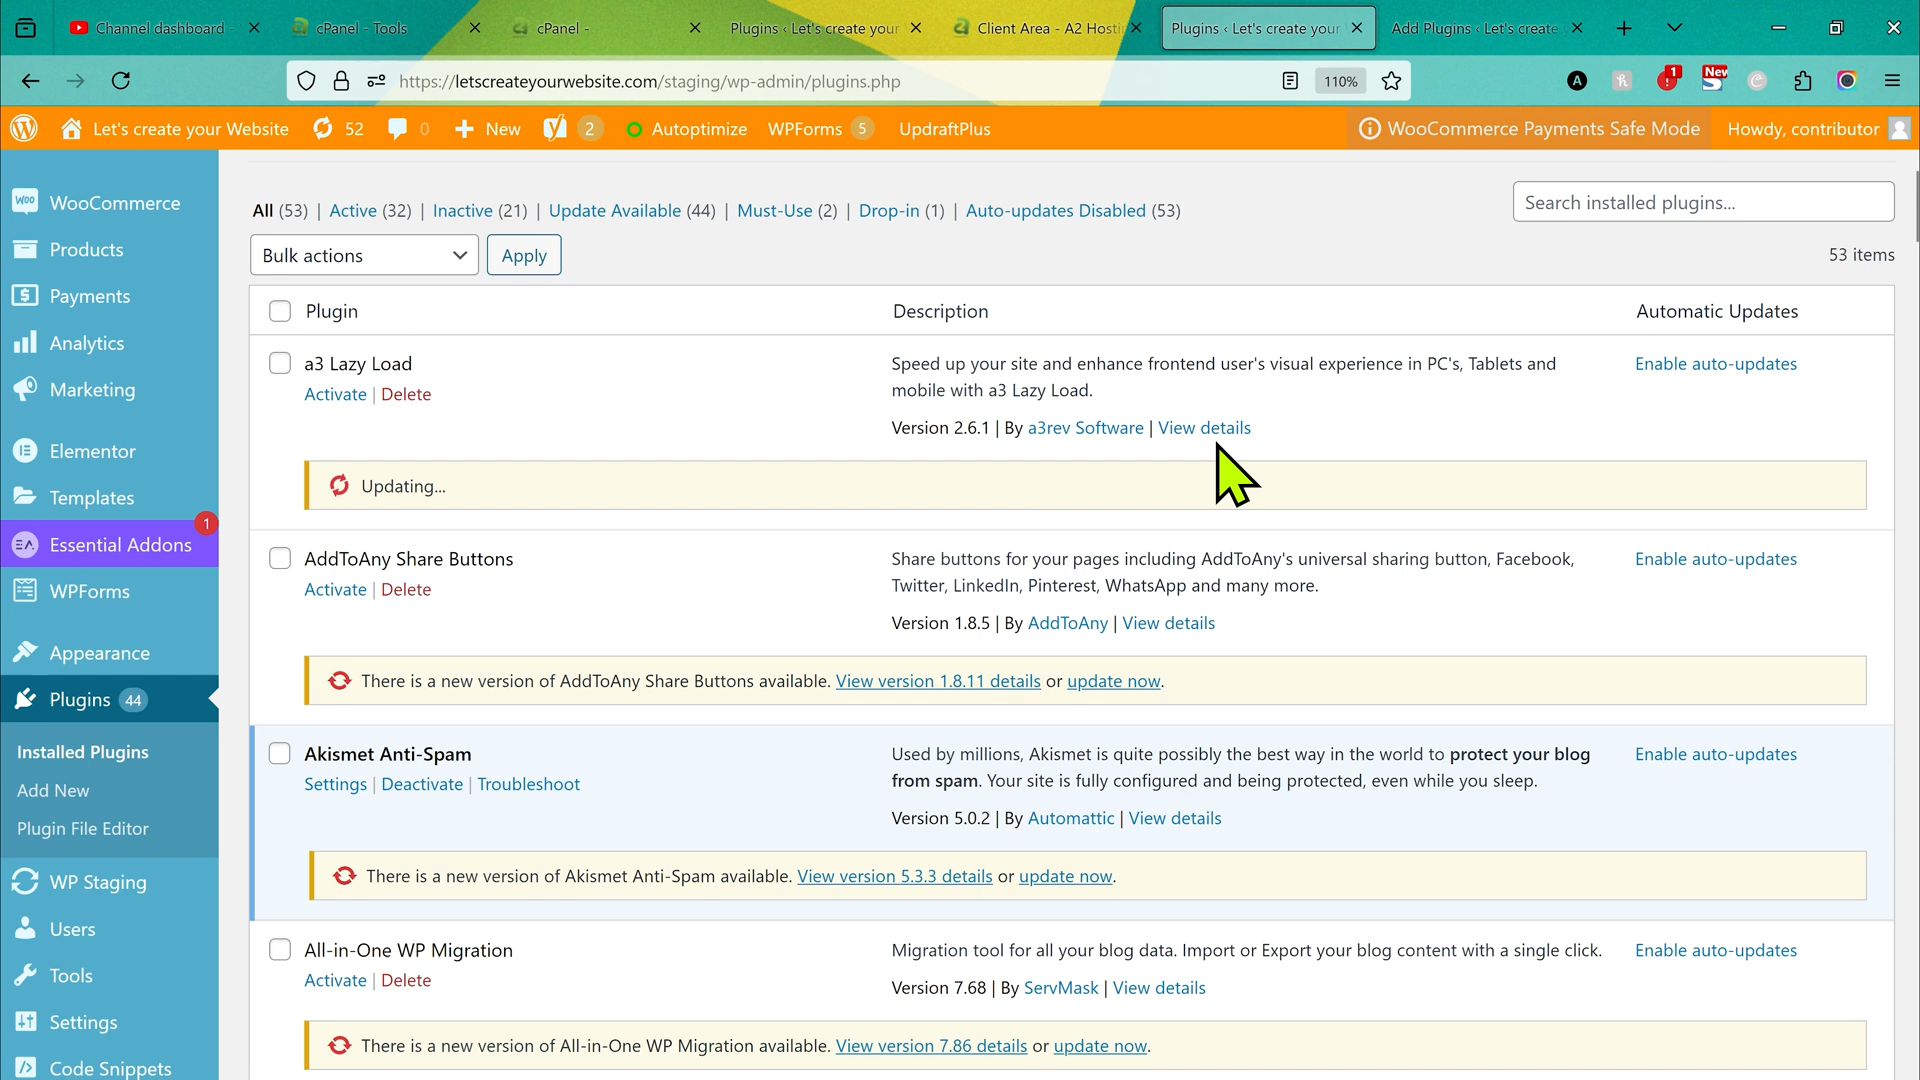 Channel dashboard
cPanel - Tools
cPanel -
Plugins ‹ Let's create your
Client Area - A2 Hosti
Plugins ‹ Let's create your
Add Plugins ‹ Let's create
https://letscreateyourwebsite.com/staging/wp-admin/plugins.php
110%
A
1
New
Let's create your Website
52
0
New
2
Autoptimize
WPForms 5
UpdraftPlus
WooCommerce Payments Safe Mode
Howdy, contributor
WooCommerce
Products
Payments
Analytics
Marketing
Elementor
Templates
1
Essential Addons
WPForms
Appearance
Plugins 44
Installed Plugins
Add New
Plugin File Editor
WP Staging
Users
Tools
Settings
Code Snippets
All (53) | Active (32) | Inactive (21) | Update Available (44) | Must-Use (2) | Drop-in (1) | Auto-updates Disabled (53)
Search installed plugins...
Bulk actions
Apply
53 items
Plugin Description Automatic Updates
a3 Lazy Load
Activate | Delete
Speed up your site and enhance frontend user's visual experience in PC's, Tablets and
mobile with a3 Lazy Load.
Version 2.6.1 | By a3rev Software | View details
Enable auto-updates
Updating...
AddToAny Share Buttons
Activate | Delete
Share buttons for your pages including AddToAny's universal sharing button, Facebook,
Twitter, LinkedIn, Pinterest, WhatsApp and many more.
Version 1.8.5 | By AddToAny | View details
Enable auto-updates
There is a new version of AddToAny Share Buttons available. View version 1.8.11 details or update now.
Akismet Anti-Spam
Settings | Deactivate | Troubleshoot
Used by millions, Akismet is quite possibly the best way in the world to protect your blog
from spam. Your site is fully configured and being protected, even while you sleep.
Version 5.0.2 | By Automattic | View details
Enable auto-updates
There is a new version of Akismet Anti-Spam available. View version 5.3.3 details or update now.
All-in-One WP Migration
Activate | Delete
Migration tool for all your blog data. Import or Export your blog content with a single click.
Version 7.68 | By ServMask | View details
Enable auto-updates
There is a new version of All-in-One WP Migration available. View version 7.86 details or update now.